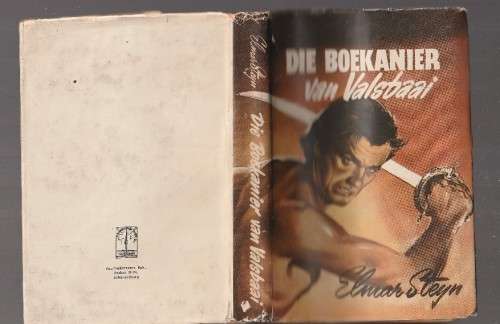 DIE BOEKANIER
van Valsbaai
Elmar Steyn
Elmar Steyn
Die Boekanier van Valsbaai